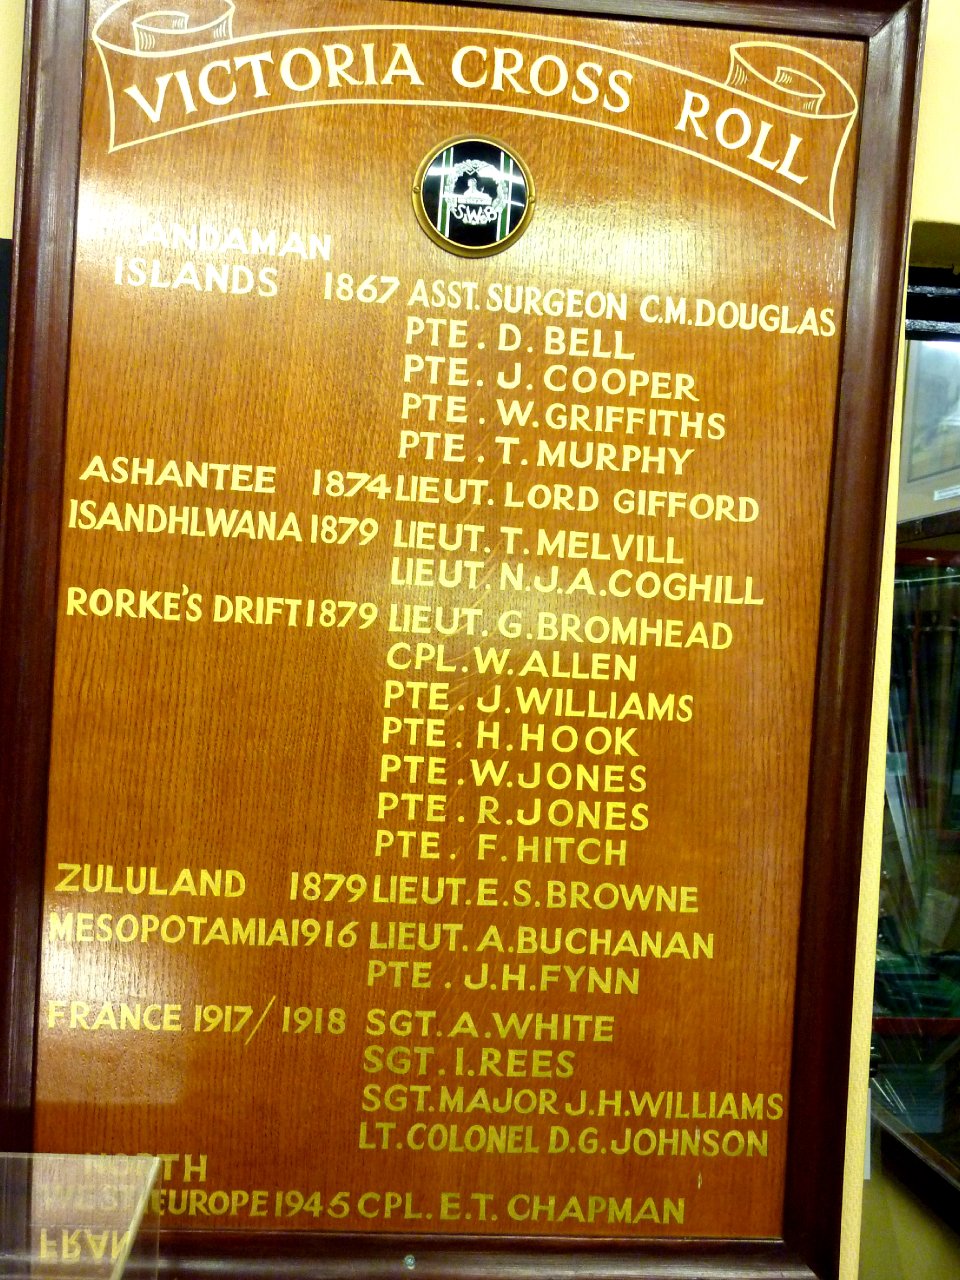 VICTORIA CROSS ROLL
SWB
ANDAMAN
ISLANDS 1867 ASST. SURGEON C.M. DOUGLAS
PTE. D. BELL
PTE. J. COOPER
PTE. W. GRIFFITHS
PTE. T. MURPHY
ASHANTEE 1874 LIEUT. LORD GIFFORD
ISANDHLWANA 1879 LIEUT. T. MELVILL
LIEUT. N.J.A. COGHILL
RORKE'S DRIFT 1879 LIEUT. G. BROMHEAD
CPL. W. ALLEN
PTE. J. WILLIAMS
PTE. H. HOOK
PTE. W. JONES
PTE. R. JONES
PTE. F. HITCH
ZULULAND 1879 LIEUT. E.S. BROWNE
MESOPOTAMIA 1916 LIEUT. A. BUCHANAN
PTE. J.H. FYNN
FRANCE 1917/1918 SGT. A. WHITE
SGT. I. REES
SGT. MAJOR J.H. WILLIAMS
LT. COLONEL D.G. JOHNSON
NORTH
WEST EUROPE 1945 CPL. E.T. CHAPMAN